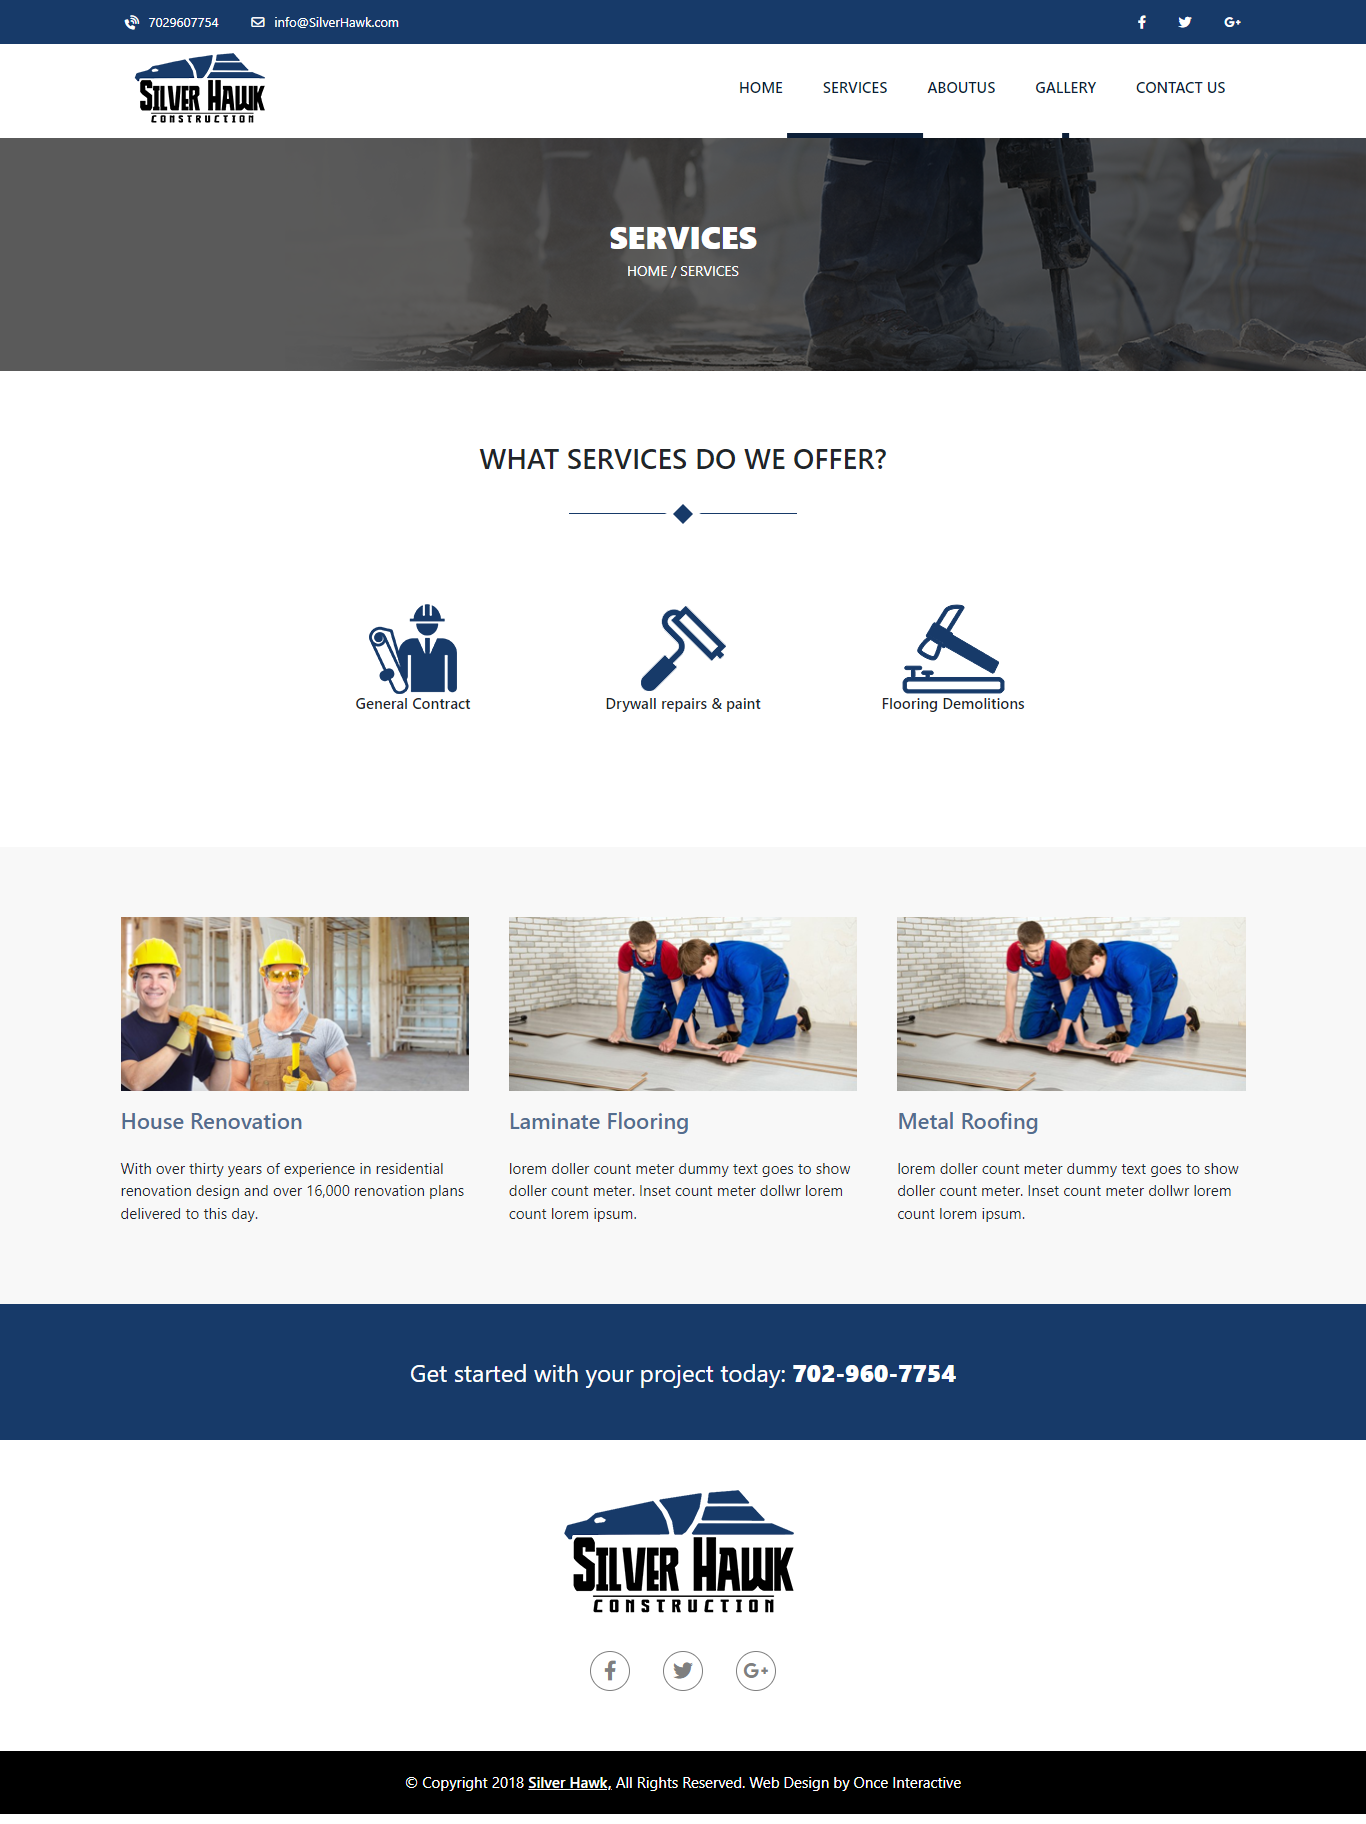 7029607754
info@SilverHawk.com
SILVER HAWK
CONSTRUCTION
HOME
SERVICES
ABOUTUS
GALLERY
CONTACT US
SERVICES
HOME / SERVICES
WHAT SERVICES DO WE OFFER?
General Contract
Drywall repairs & paint
Flooring Demolitions
House Renovation
With over thirty years of experience in residential
renovation design and over 16,000 renovation plans
delivered to this day.
Laminate Flooring
lorem doller count meter dummy text goes to show
doller count meter. Inset count meter dollwr lorem
count lorem ipsum.
Metal Roofing
lorem doller count meter dummy text goes to show
doller count meter. Inset count meter dollwr lorem
count lorem ipsum.
Get started with your project today: 702-960-7754
SILVER HAWK
CONSTRUCTION
© Copyright 2018 Silver Hawk, All Rights Reserved. Web Design by Once Interactive